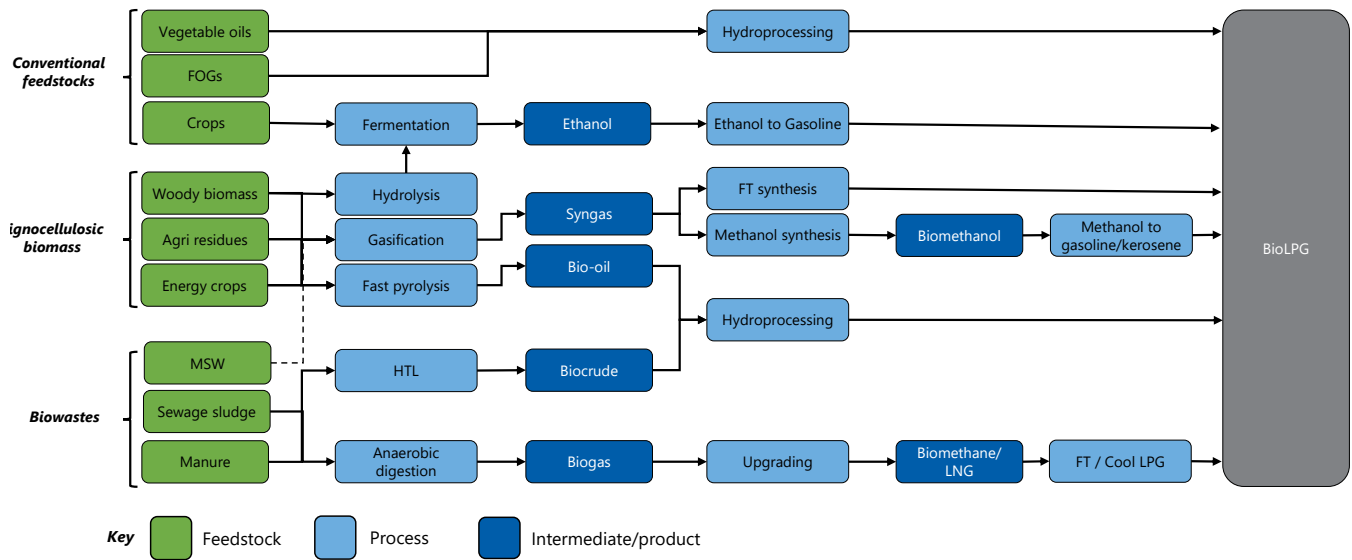 Vegetable oils
Hydroprocessing
Conventional
feedstocks
FOGs
Crops
Fermentation
Ethanol
Ethanol to Gasoline
Woody biomass
Hydrolysis
FT synthesis
Syngas
ignocellulosic
biomass
Agri residues
Gasification
Methanol synthesis
Biomethanol
Methanol to
gasoline/kerosene
BioLPG
Bio-oil
Energy crops
Fast pyrolysis
Hydroprocessing
MSW
HTL
Biocrude
Biowastes
Sewage sludge
Manure
Anaerobic
digestion
Biogas
Upgrading
Biomethane/
LNG
FT / Cool LPG
Key
Feedstock
Process
Intermediate/product